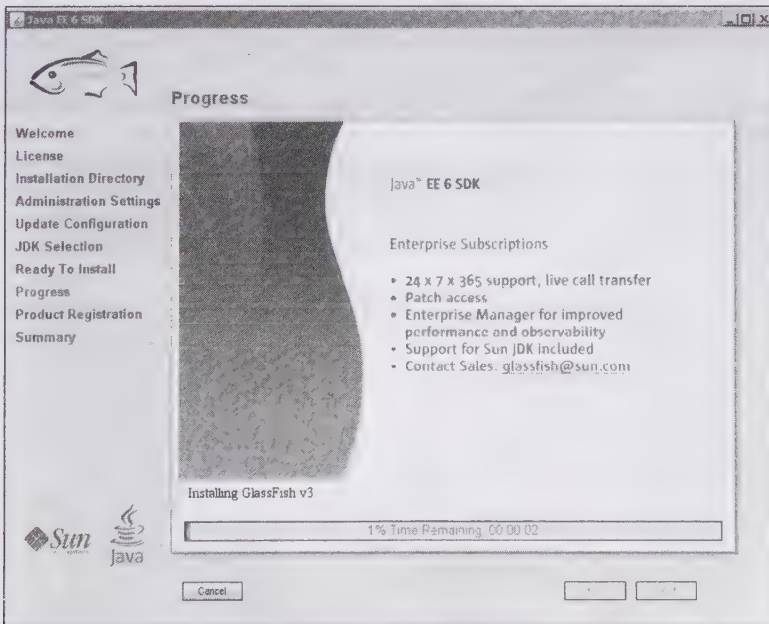 Java EE 6 SDK
Progress
Welcome
License
Installation Directory
Administration Settings
Update Configuration
JDK Selection
Ready To Install
Progress
Product Registration
Summary
Java™ EE 6 SDK
Enterprise Subscriptions
• 24 x 7 x 365 support, live call transfer
• Patch access
• Enterprise Manager for improved
performance and observability
• Support for Sun JDK included
• Contact Sales: glassfish@sun.com
Installing GlassFish v3
1% Time Remaining: 00:00:02
Sun
Java
Cancel